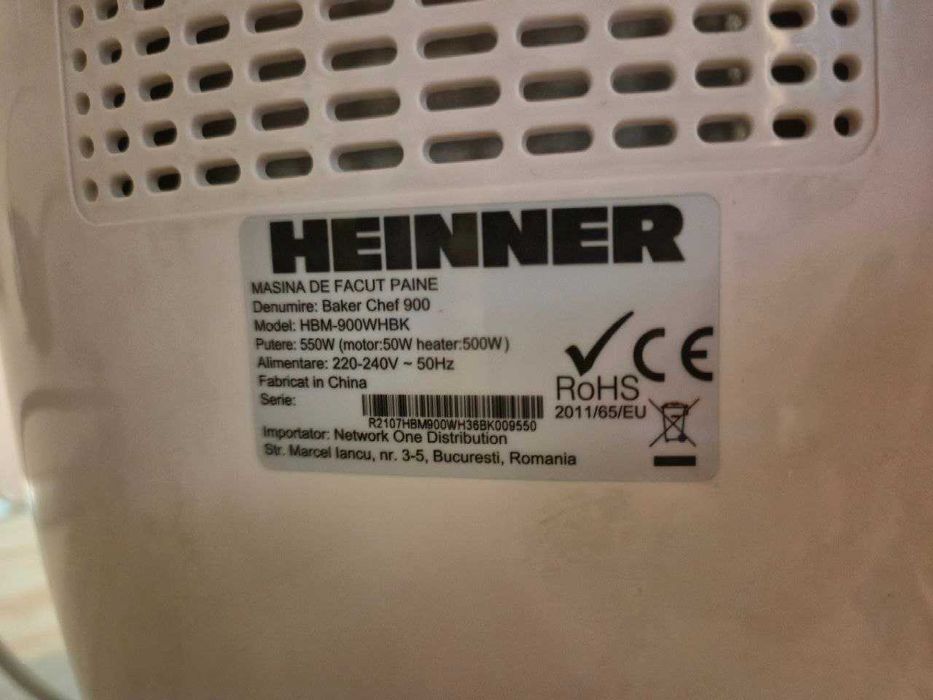 HEINNER
MASINA DE FACUT PAINE
Denumire: Baker Chef 900
Model: HBM-900WHBK
Putere: 550W (motor:50W heater:500W)
Alimentare: 220-240V ~ 50Hz
Fabricat in China
Serie:
R2107HBM900WH36BK009550
Importator: Network One Distribution
Str. Marcel Iancu, nr. 3-5, Bucuresti, Romania
CE
RoHS
2011/65/EU